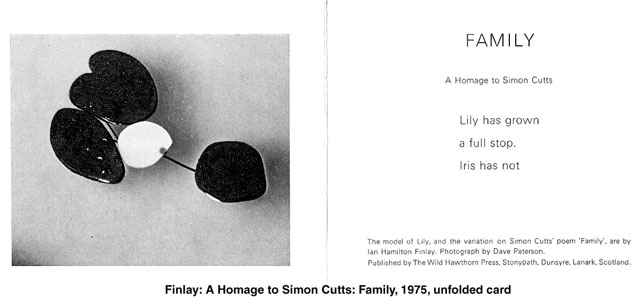 FAMILY
A Homage to Simon Cutts
Lily has grown
a full stop.
Iris has not
The model of Lily, and the variation on Simon Cutts' poem 'Family', are by
Ian Hamilton Finlay. Photograph by Dave Paterson.
Published by The Wild Hawthorn Press, Stonypath, Dunsyre, Lanark, Scotland.
Finlay: A Homage to Simon Cutts: Family, 1975, unfolded card